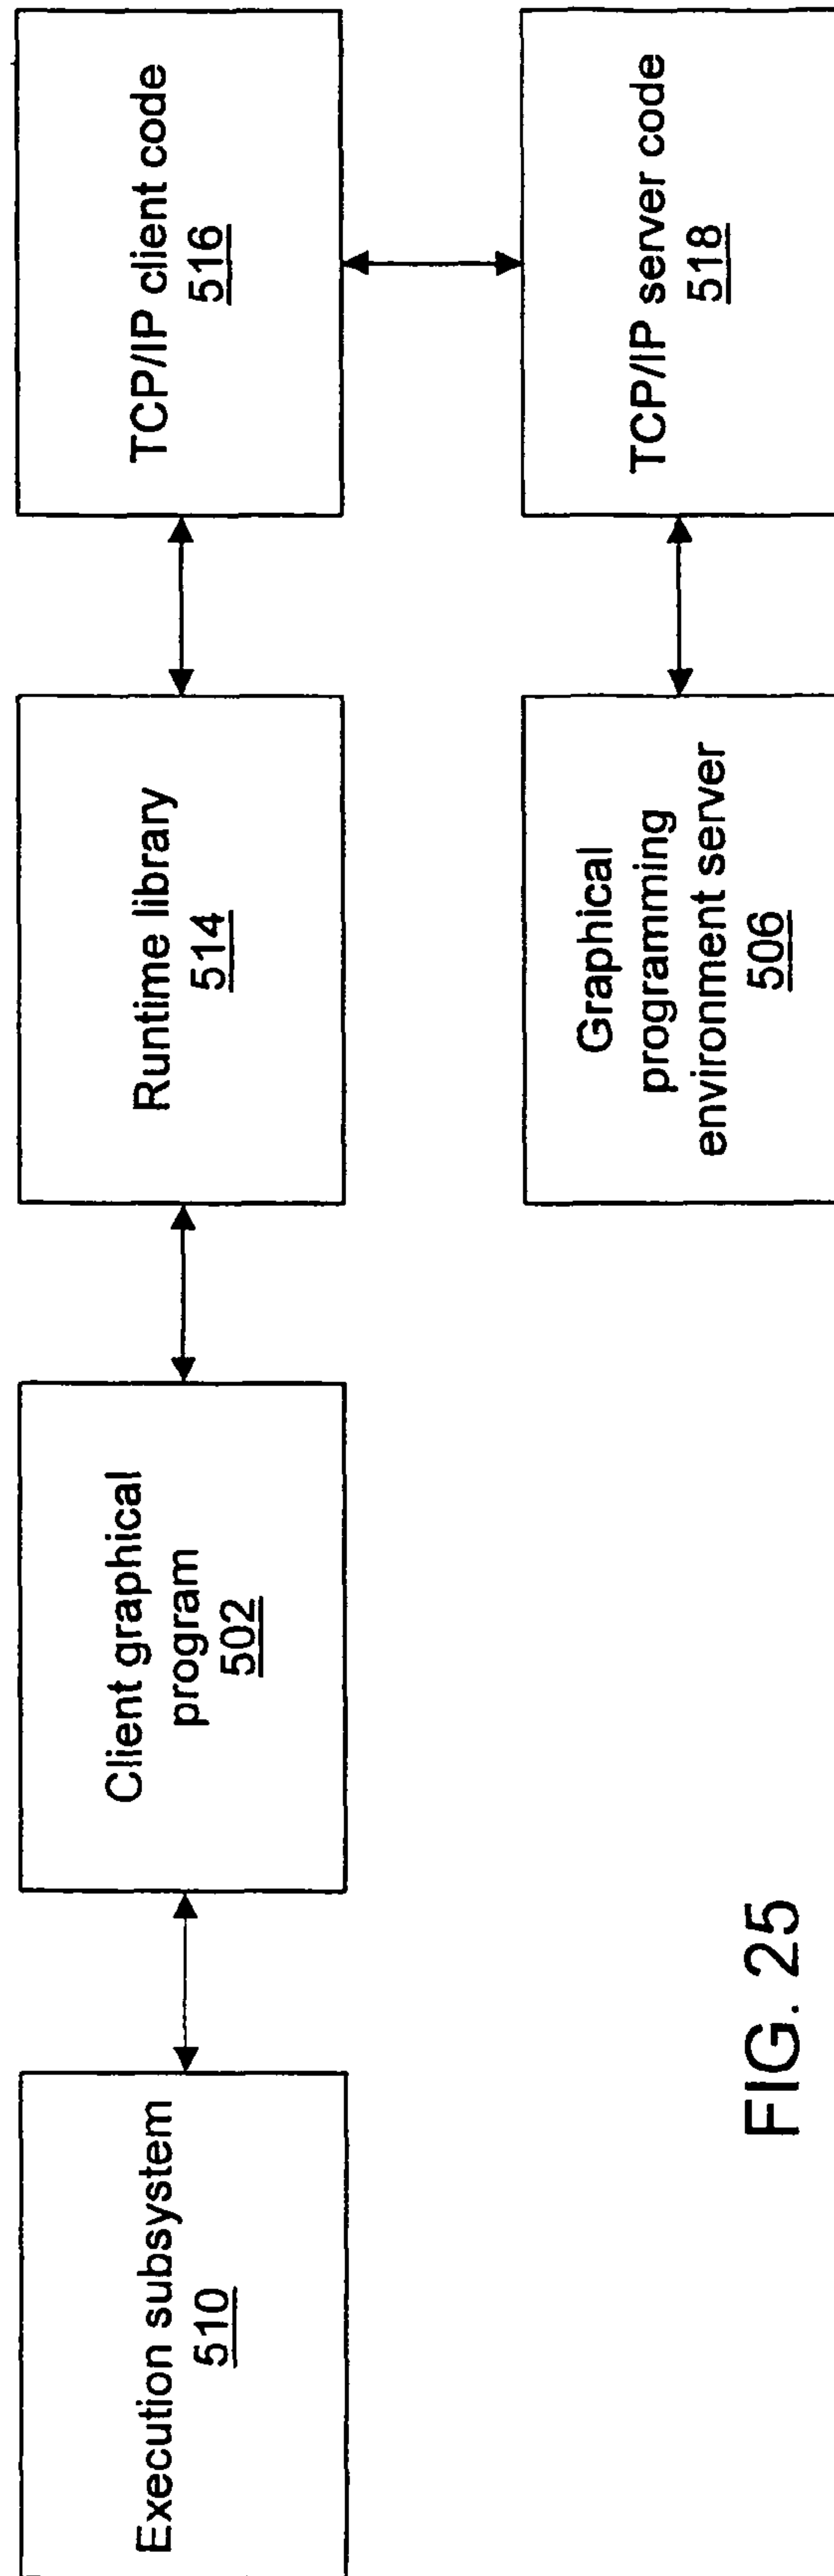 Execution subsystem
510
Client graphical
program
502
Runtime library
514
TCP/IP client code
516
Graphical
programming
environment server
506
TCP/IP server code
518
FIG. 25